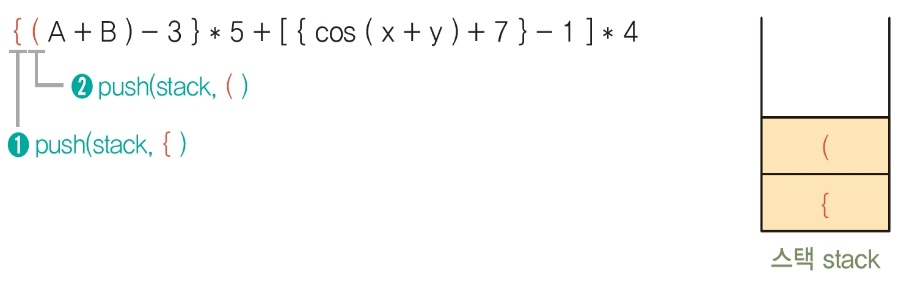 { ( A + B ) − 3 } * 5 + [ { cos ( x + y ) + 7 } − 1 ] * 4
❷ push(stack, ( )
❶ push(stack, { )
(
{
스택 stack